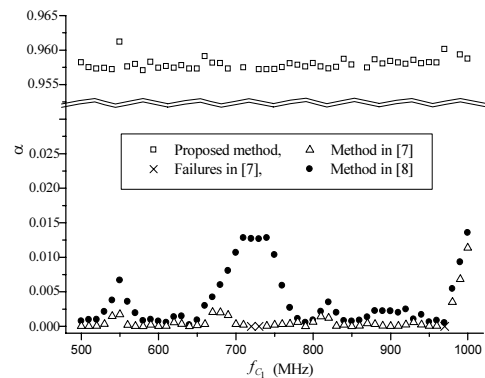 0.965
0.960
0.955
0.025
0.020
0.015
0.010
0.005
0.000
α
Proposed method,
Method in [7]
Failures in [7],
Method in [8]
500 600 700 800 900 1000
f_{C_1} (MHz)